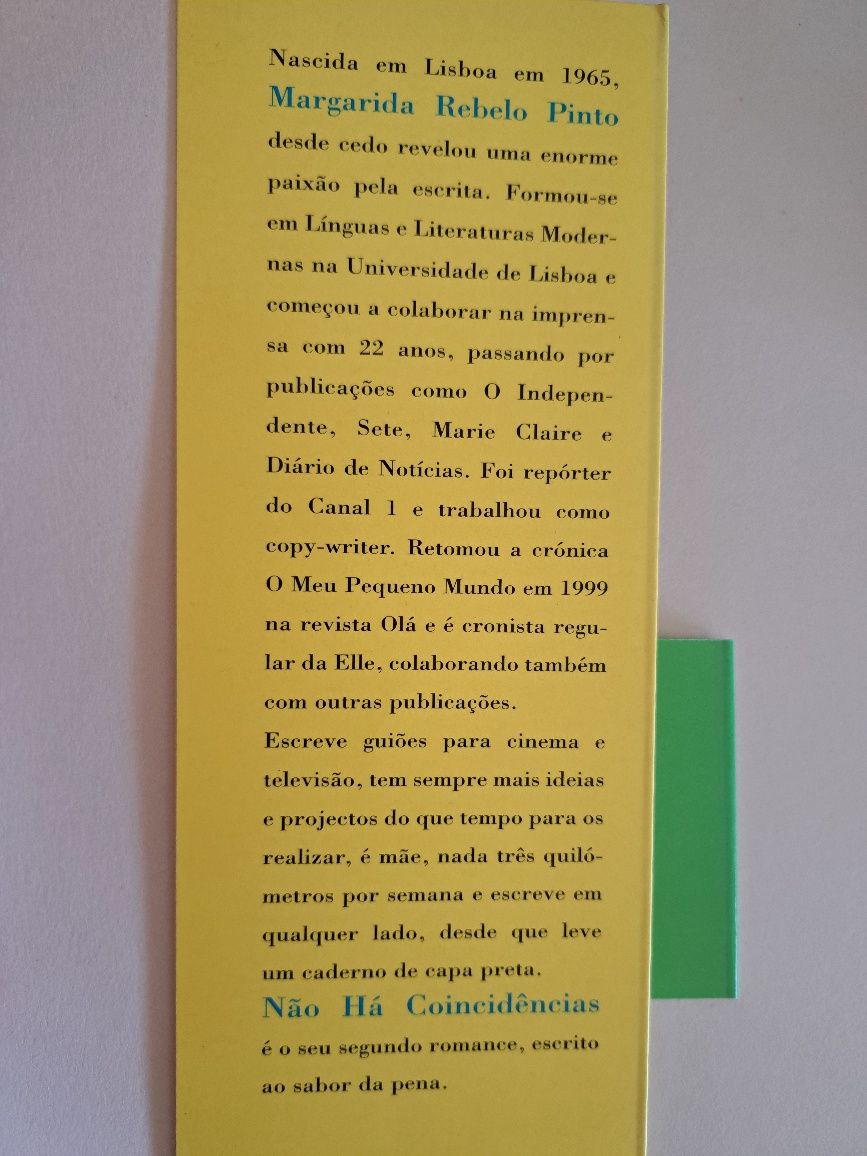 Nascida em Lisboa em 1965,
Margarida Rebelo Pinto
desde cedo revelou uma enorme
paixão pela escrita. Formou-se
em Línguas e Literaturas Moder-
nas na Universidade de Lisboa e
começou a colaborar na impren-
sa com 22 anos, passando por
publicações como O Indepen-
dente, Sete, Marie Claire e
Diário de Notícias. Foi repórter
do Canal 1 e trabalhou como
copy-writer. Retomou a crónica
O Meu Pequeno Mundo em 1999
na revista Olá e é cronista regu-
lar da Elle, colaborando também
com outras publicações.
Escreve guiões para cinema e
televisão, tem sempre mais ideias
e projectos do que tempo para os
realizar, é mãe, nada três quiló-
metros por semana e escreve em
qualquer lado, desde que leve
um caderno de capa preta.
Não Há Coincidências
é o seu segundo romance, escrito
ao sabor da pena.